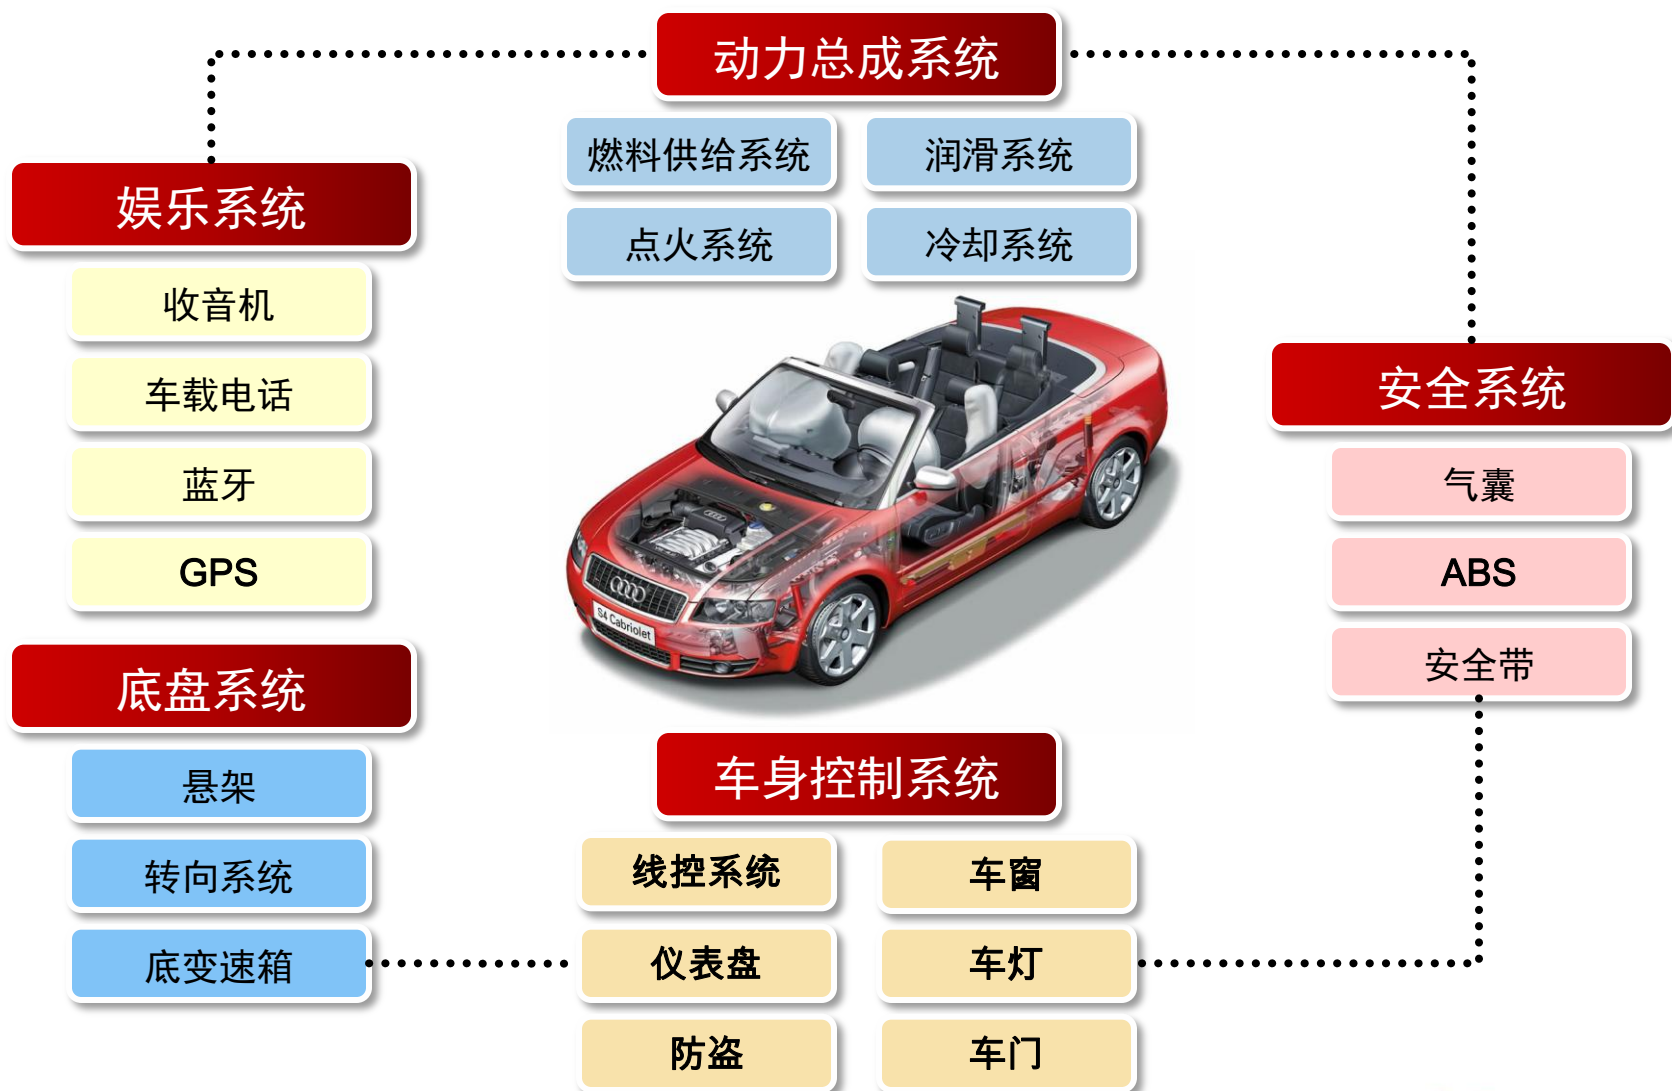 动力总成系统
燃料供给系统
润滑系统
点火系统
冷却系统
娱乐系统
收音机
车载电话
蓝牙
GPS
安全系统
气囊
ABS
安全带
底盘系统
悬架
转向系统
底变速箱
车身控制系统
线控系统
车窗
仪表盘
车灯
防盗
车门
S4 Cabriolet